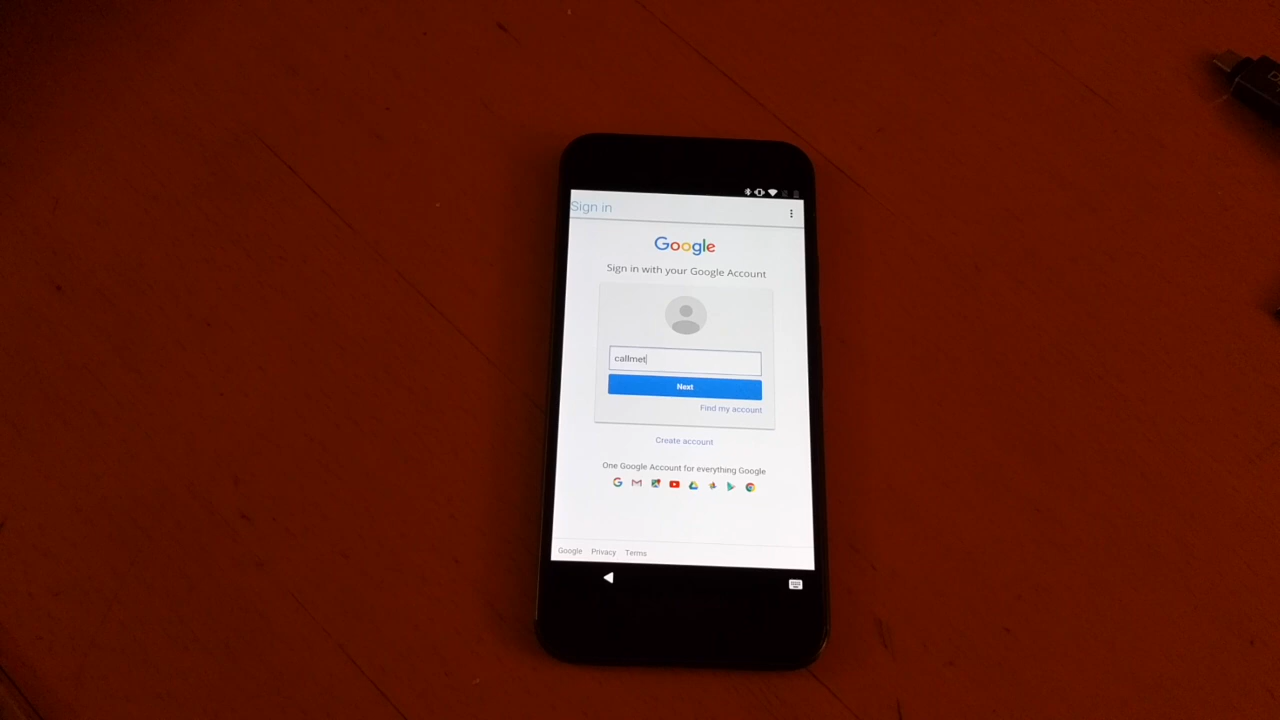 Sign in
Google
Sign in with your Google Account
callmet
Next
Find my account
Create account
One Google Account for everything Google
Google Privacy Terms